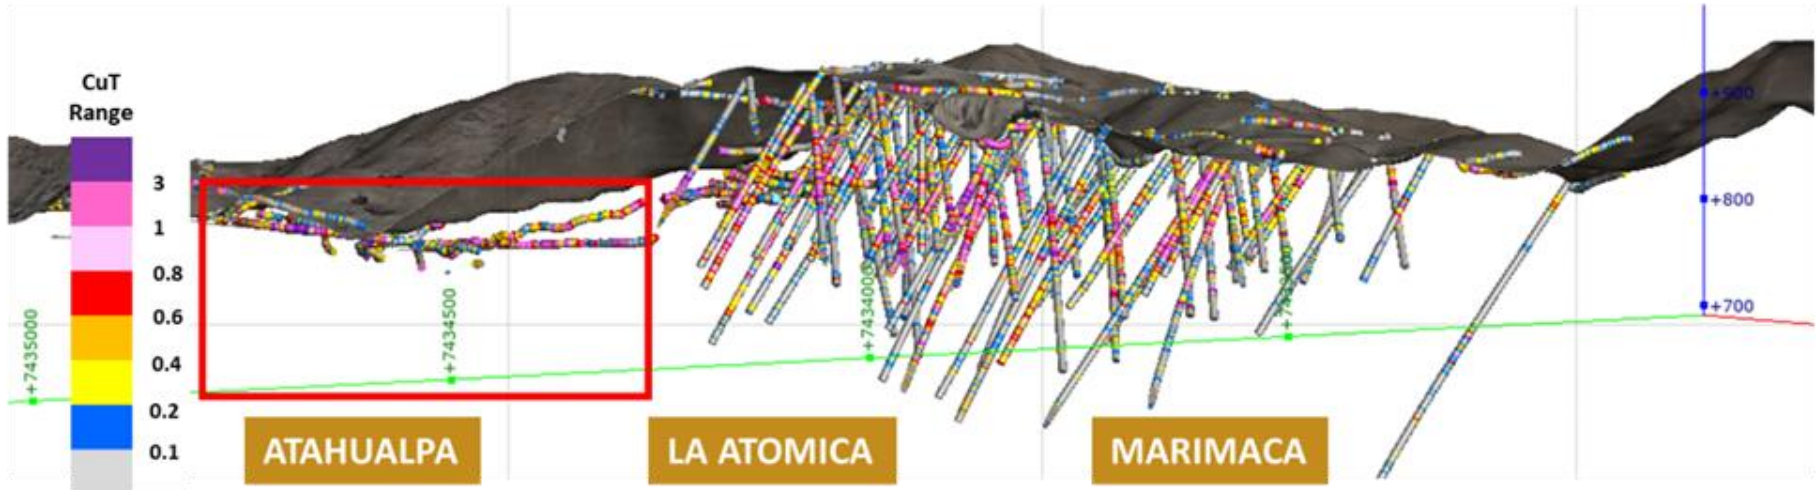 CuT
Range
3
1
0.8
0.6
0.4
0.2
0.1
+7435000
+7434500
+7434000
+900
+800
+700
ATAHUALPA
LA ATOMICA
MARIMACA